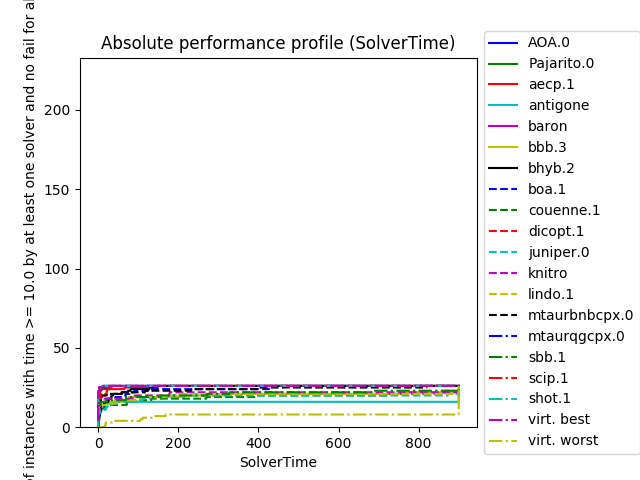 Absolute performance profile (SolverTime)
of instances with time >= 10.0 by at least one solver and no fail for
200
150
100
50
0
0 200 400 600 800
SolverTime
AOA.0
Pajarito.0
aecp.1
antigone
baron
bbb.3
bhyb.2
boa.1
couenne.1
dicopt.1
juniper.0
knitro
lindo.1
mtaurbnbcpx.0
mtaurqgcpx.0
sbb.1
scip.1
shot.1
virt. best
virt. worst